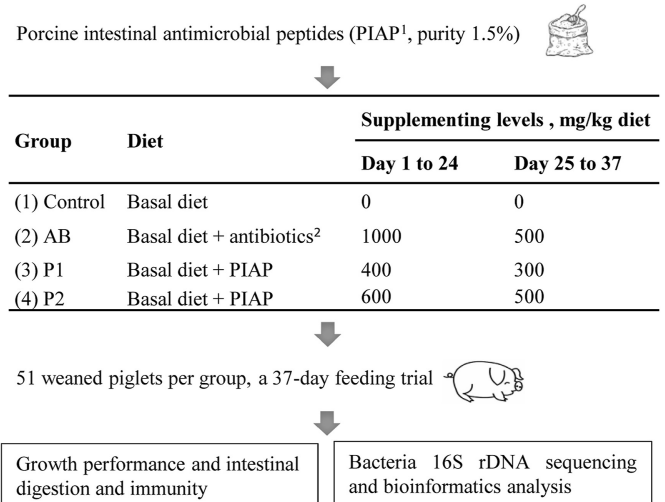 Porcine intestinal antimicrobial peptides (PIAP¹, purity 1.5%)
Supplementing levels , mg/kg diet
Group Diet
Day 1 to 24 Day 25 to 37
(1) Control Basal diet 0 0
(2) AB Basal diet + antibiotics² 1000 500
(3) P1 Basal diet + PIAP 400 300
(4) P2 Basal diet + PIAP 600 500
51 weaned piglets per group, a 37-day feeding trial
Growth performance and intestinal
digestion and immunity
Bacteria 16S rDNA sequencing
and bioinformatics analysis